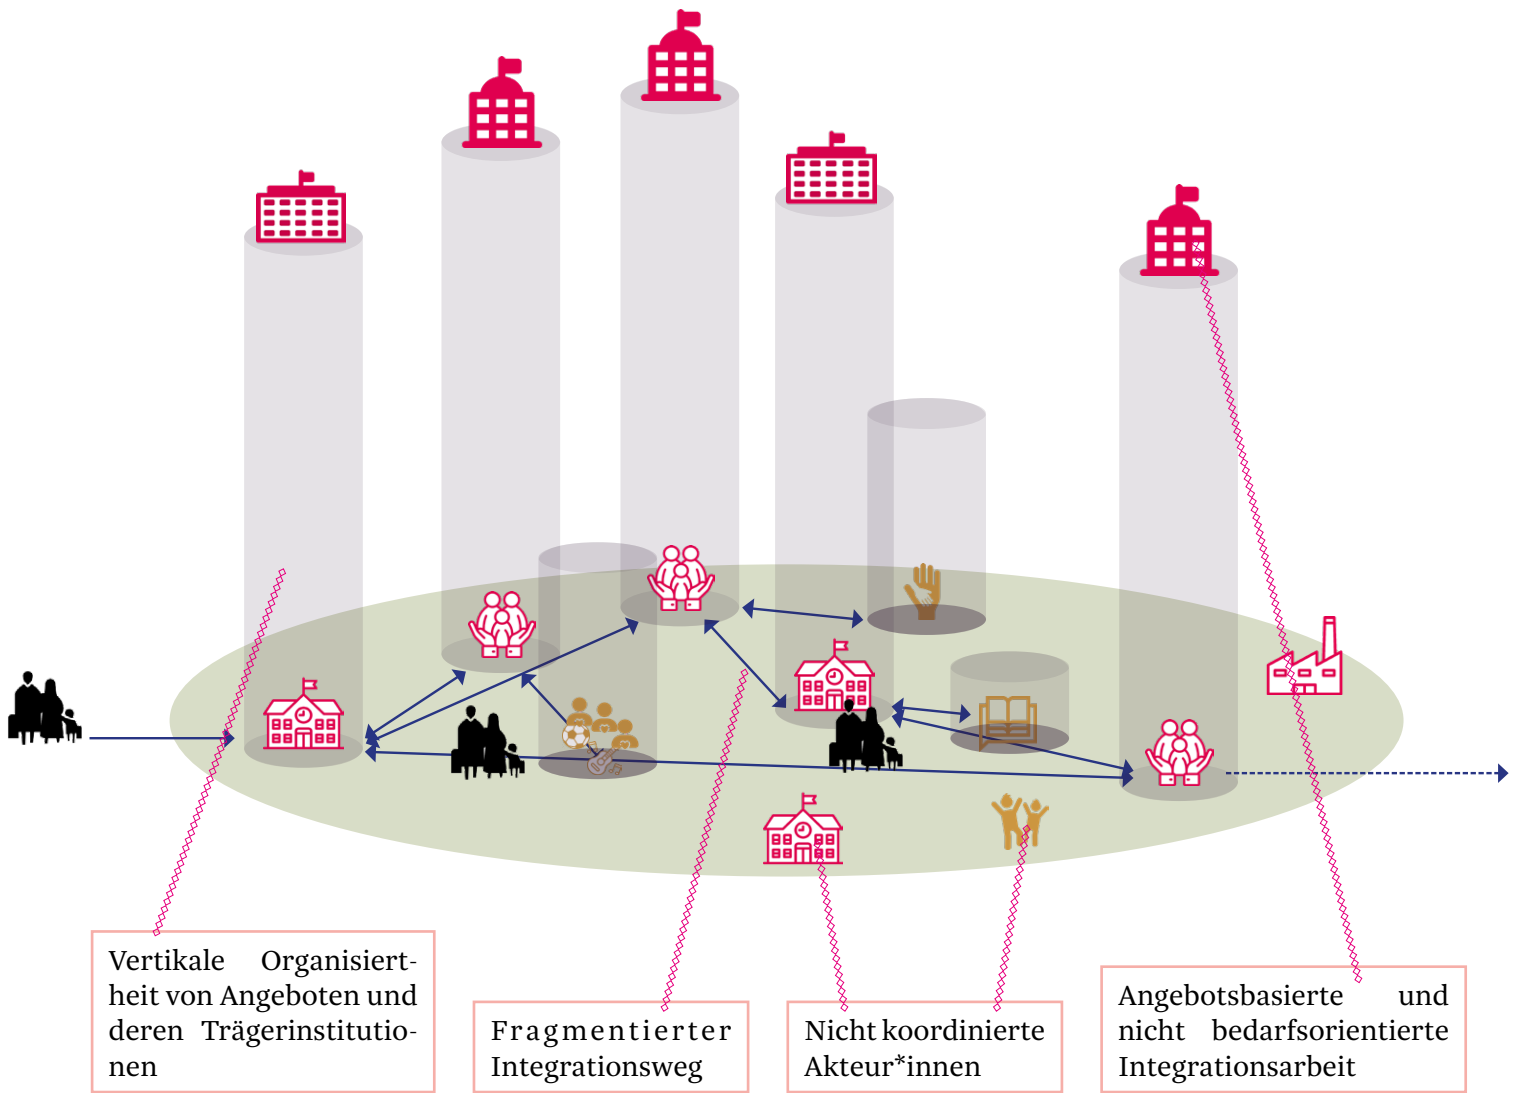 Vertikale Organisiert-
heit von Angeboten und
deren Trägerinstitutio-
nen
Fragmentierter
Integrationsweg
Nicht koordinierte
Akteur*innen
Angebotsbasierte und
nicht bedarfsorientierte
Integrationsarbeit